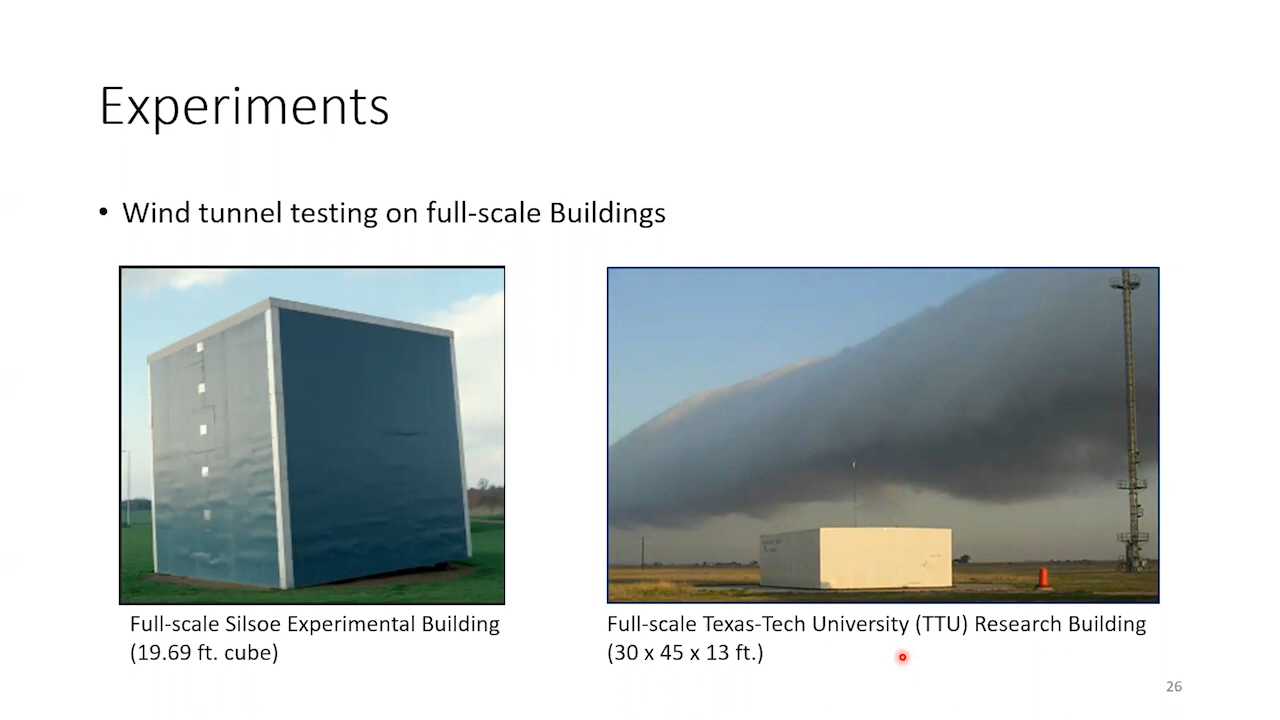 Experiments
• Wind tunnel testing on full-scale Buildings
Full-scale Silsoe Experimental Building
(19.69 ft. cube)
Full-scale Texas-Tech University (TTU) Research Building
(30 x 45 x 13 ft.)
26